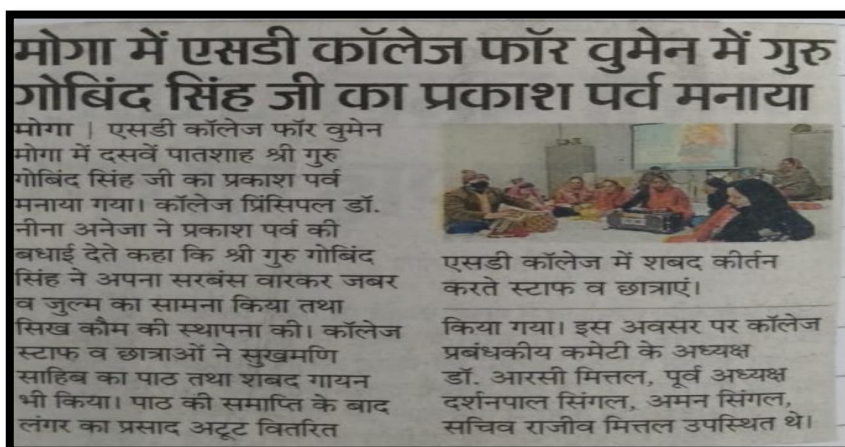 मोगा में एसडी कॉलेज फॉर वुमेन में गुरु
गोबिंद सिंह जी का प्रकाश पर्व मनाया
मोगा | एसडी कॉलेज फॉर वुमेन
मोगा में दसवें पातशाह श्री गुरु
गोबिंद सिंह जी का प्रकाश पर्व
मनाया गया। कॉलेज प्रिंसिपल डॉ.
नीना अनेजा ने प्रकाश पर्व की
बधाई देते कहा कि श्री गुरु गोबिंद
सिंह ने अपना सरबंस वारकर जबर
व जुल्म का सामना किया तथा
सिख कौम की स्थापना की। कॉलेज
स्टाफ व छात्राओं ने सुखमणि
साहिब का पाठ तथा शबद गायन
भी किया। पाठ की समाप्ति के बाद
लंगर का प्रसाद अटूट वितरित
एसडी कॉलेज में शबद कीर्तन
करते स्टाफ व छात्राएं।
किया गया। इस अवसर पर कॉलेज
प्रबंधकीय कमेटी के अध्यक्ष
डॉ. आरसी मित्तल, पूर्व अध्यक्ष
दर्शनपाल सिंगल, अमन सिंगल,
सचिव राजीव मित्तल उपस्थित थे।